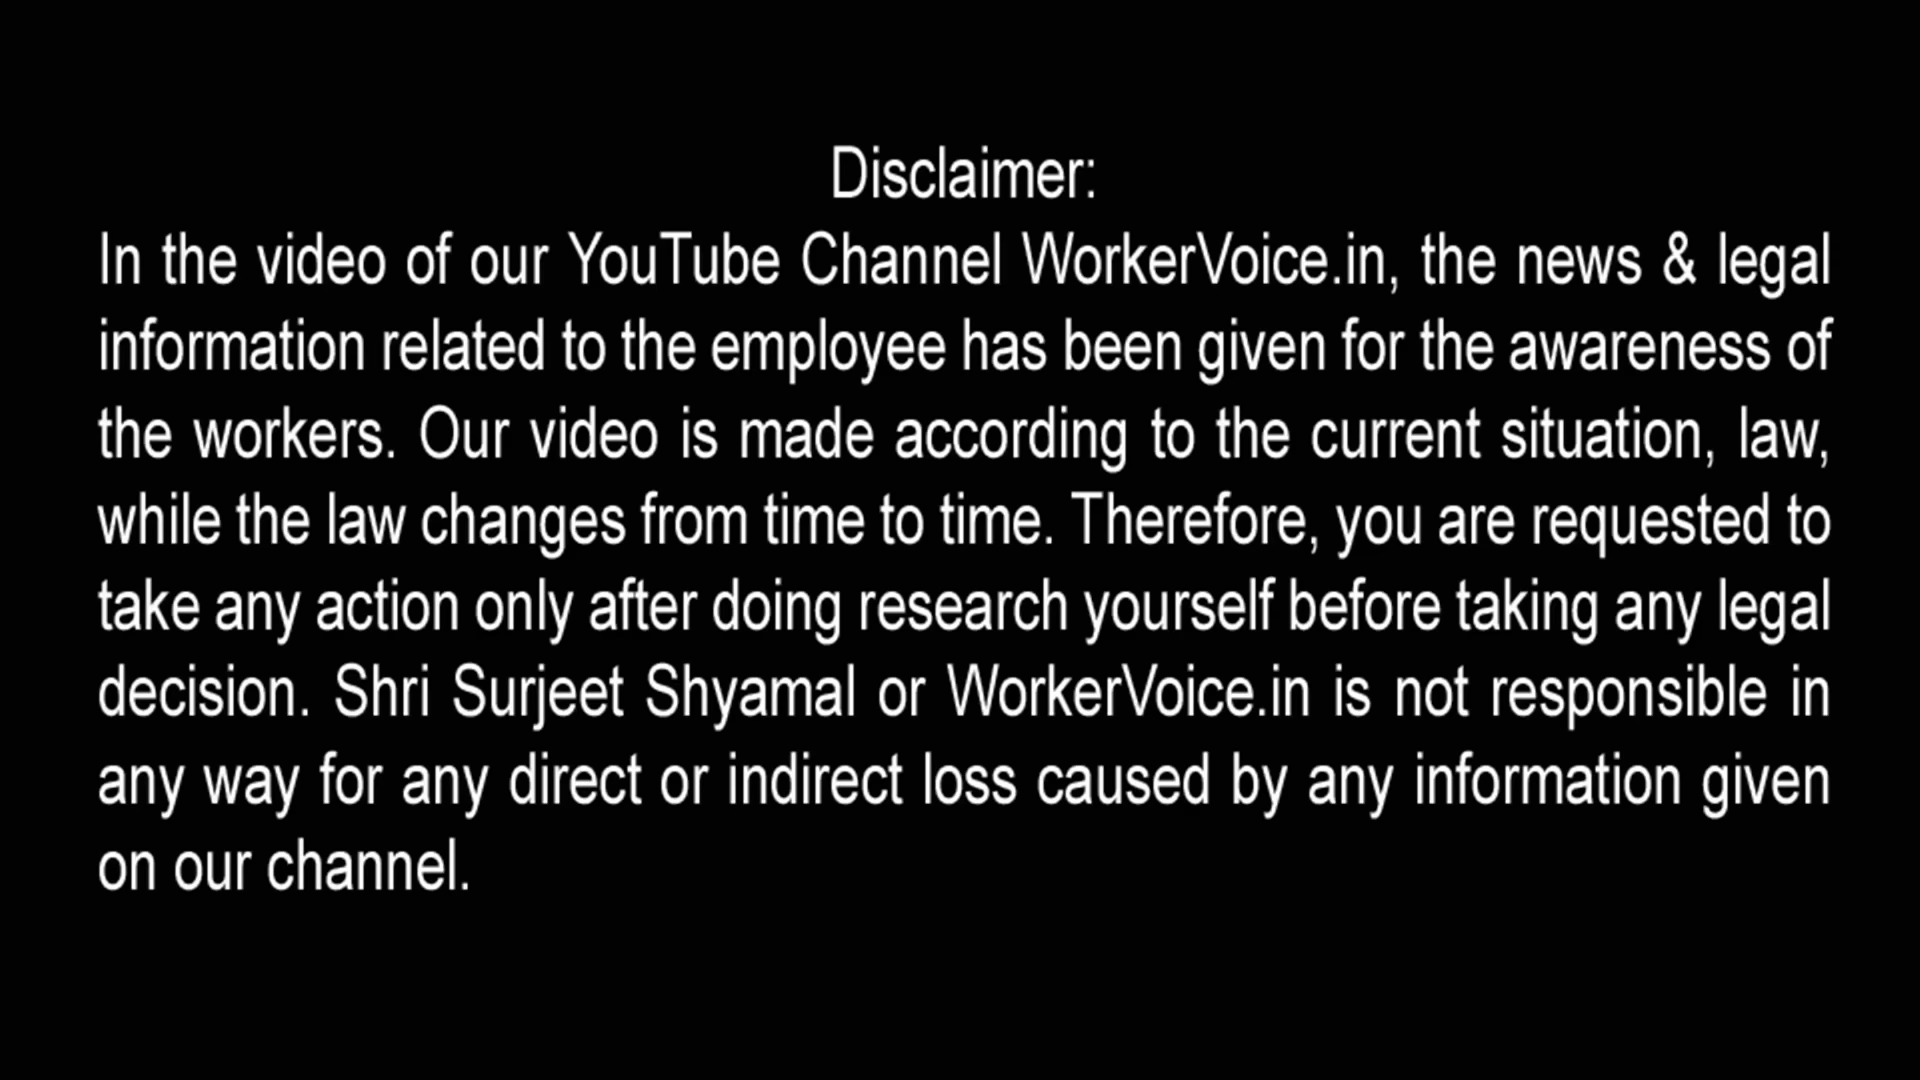 Disclaimer:
In the video of our YouTube Channel WorkerVoice.in, the news & legal
information related to the employee has been given for the awareness of
the workers. Our video is made according to the current situation, law,
while the law changes from time to time. Therefore, you are requested to
take any action only after doing research yourself before taking any legal
decision. Shri Surjeet Shyamal or WorkerVoice.in is not responsible in
any way for any direct or indirect loss caused by any information given
on our channel.